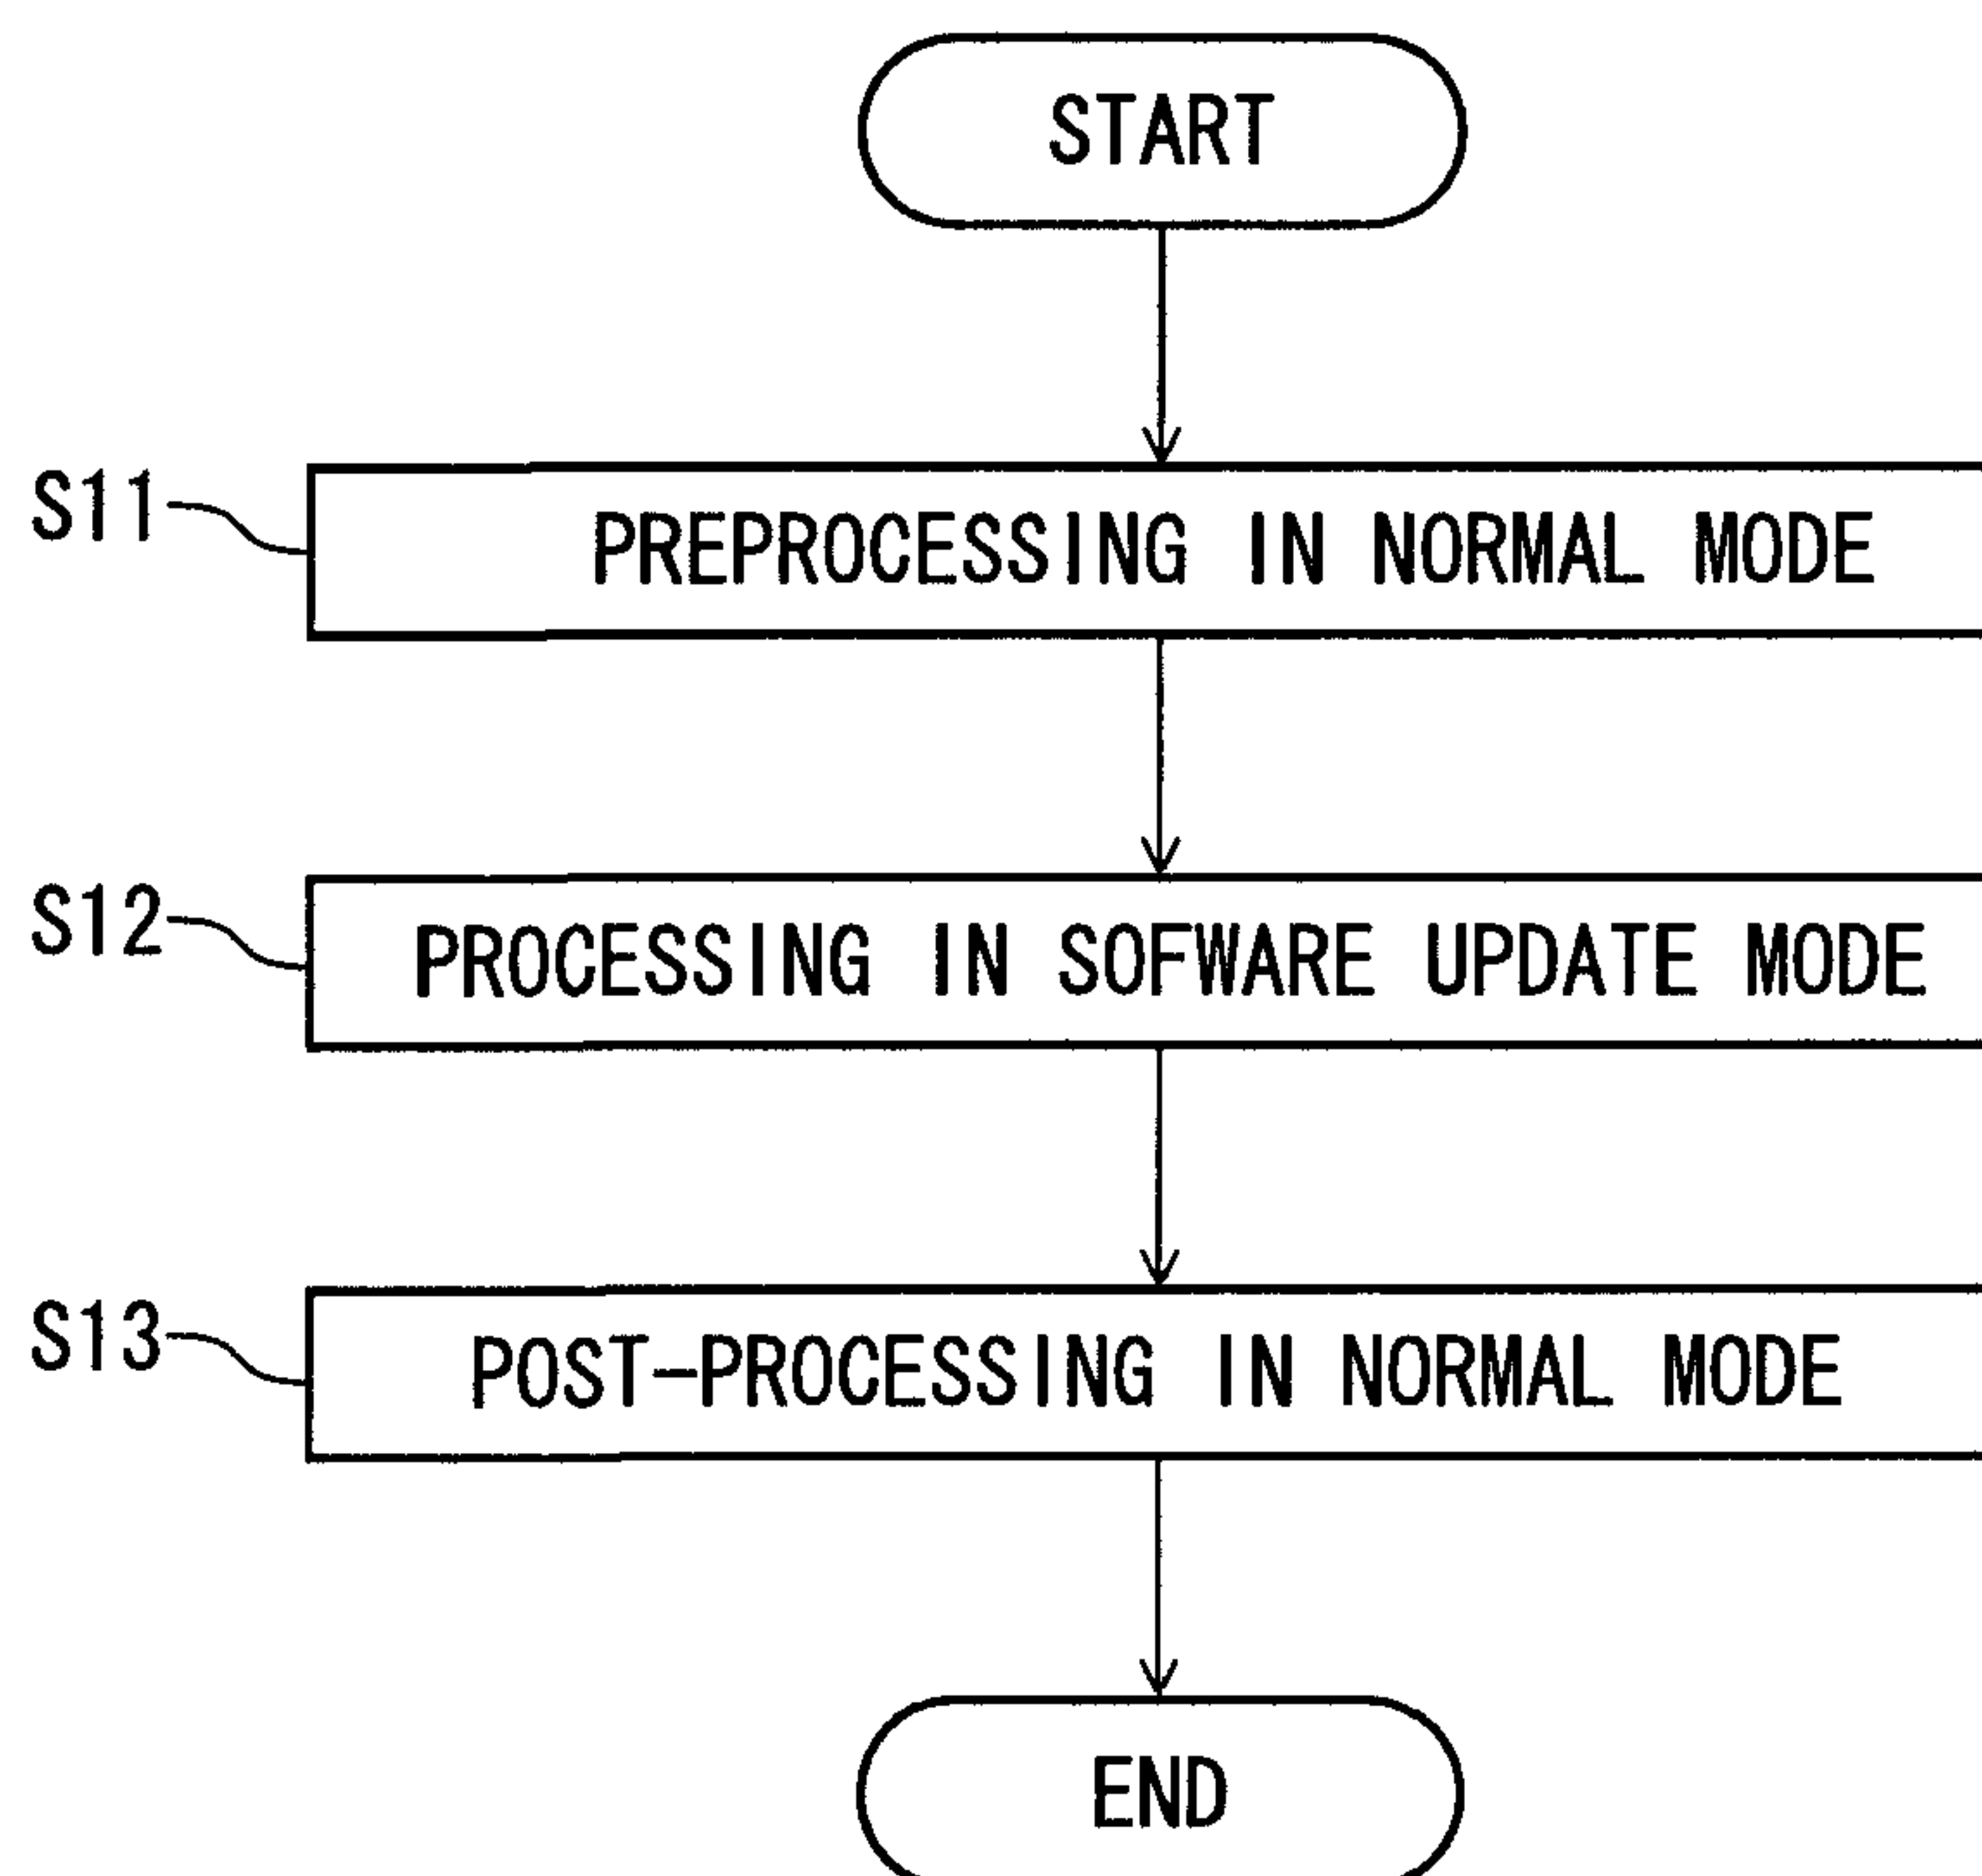 START
S11
PREPROCESSING IN NORMAL MODE
S12
PROCESSING IN SOFWARE UPDATE MODE
S13
POST-PROCESSING IN NORMAL MODE
END